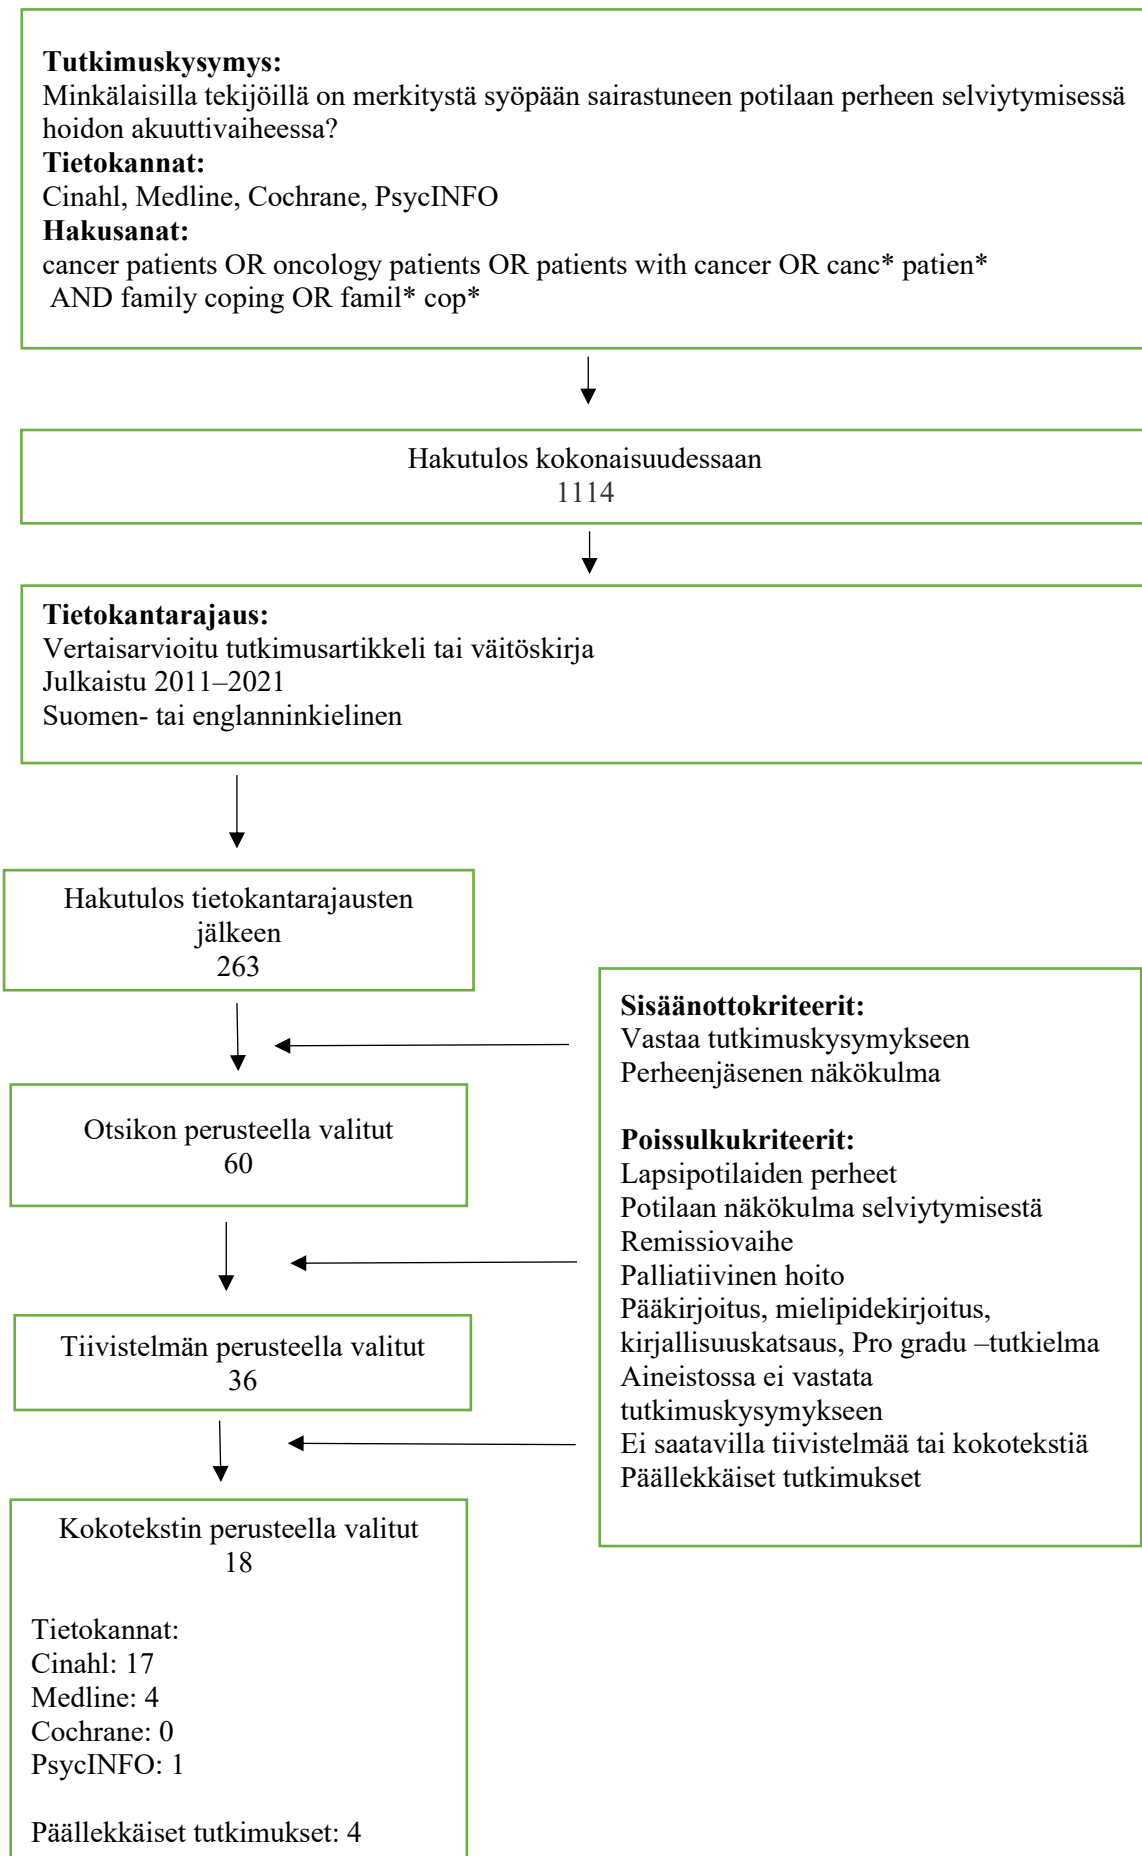 Tutkimuskysymys:
Minkälaisilla tekijöillä on merkitystä syöpään sairastuneen potilaan perheen selviytymisessä
hoidon akuuttivaiheessa?
Tietokannat:
Cinahl, Medline, Cochrane, PsycINFO
Hakusanat:
cancer patients OR oncology patients OR patients with cancer OR canc* patien*
AND family coping OR famil* cop*
Hakutulos kokonaisuudessaan
1114
Tietokantarajaus:
Vertaisarvioitu tutkimusartikkeli tai väitöskirja
Julkaistu 2011–2021
Suomen- tai englanninkielinen
Hakutulos tietokantarajausten
jälkeen
263
Sisäänottokriteerit:
Vastaa tutkimuskysymykseen
Perheenjäsenen näkökulma
Poissulkukriteerit:
Lapsipotilaiden perheet
Potilaan näkökulma selviytymisestä
Remissiovaihe
Palliatiivinen hoito
Pääkirjoitus, mielipidekirjoitus,
kirjallisuuskatsaus, Pro gradu –tutkielma
Aineistossa ei vastata
tutkimuskysymykseen
Ei saatavilla tiivistelmää tai kokotekstiä
Päällekkäiset tutkimukset
Otsikon perusteella valitut
60
Tiivistelmän perusteella valitut
36
Kokotekstin perusteella valitut
18
Tietokannat:
Cinahl: 17
Medline: 4
Cochrane: 0
PsycINFO: 1
Päällekkäiset tutkimukset: 4